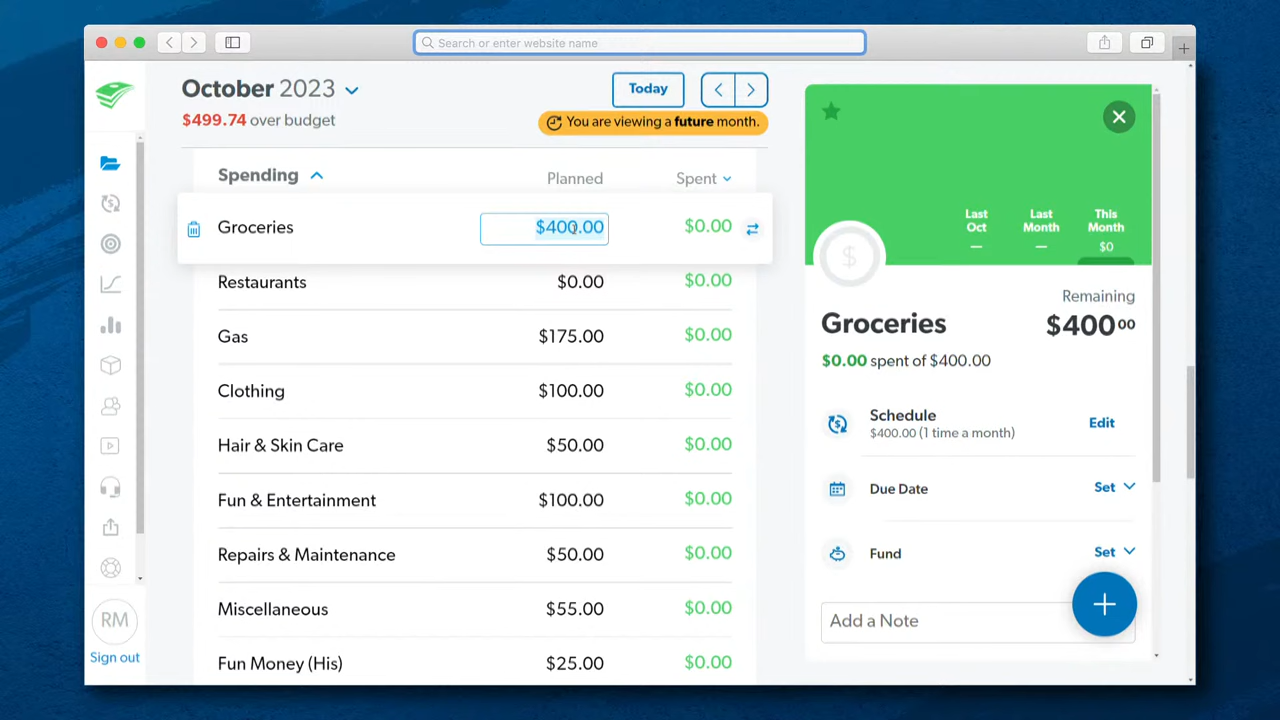 Search or enter website name
October 2023
Today
$499.74 over budget
You are viewing a future month.
Spending
Planned
Spent
Groceries
$400.00
$0.00
Restaurants
$0.00
$0.00
Gas
$175.00
$0.00
Clothing
$100.00
$0.00
Hair & Skin Care
$50.00
$0.00
Fun & Entertainment
$100.00
$0.00
Repairs & Maintenance
$50.00
$0.00
Miscellaneous
$55.00
$0.00
Fun Money (His)
$25.00
$0.00
RM
Sign out
Last Oct
—
Last Month
—
This Month
$0
$
Remaining
Groceries
$400 00
$0.00 spent of $400.00
Schedule
$400.00 (1 time a month)
Edit
Due Date
Set
Fund
Set
Add a Note